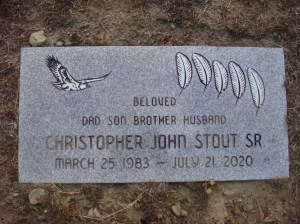 BELOVED
DAD SON BROTHER HUSBAND
CHRISTOPHER JOHN STOUT SR
MARCH 25 1983 – JULY 21 2020